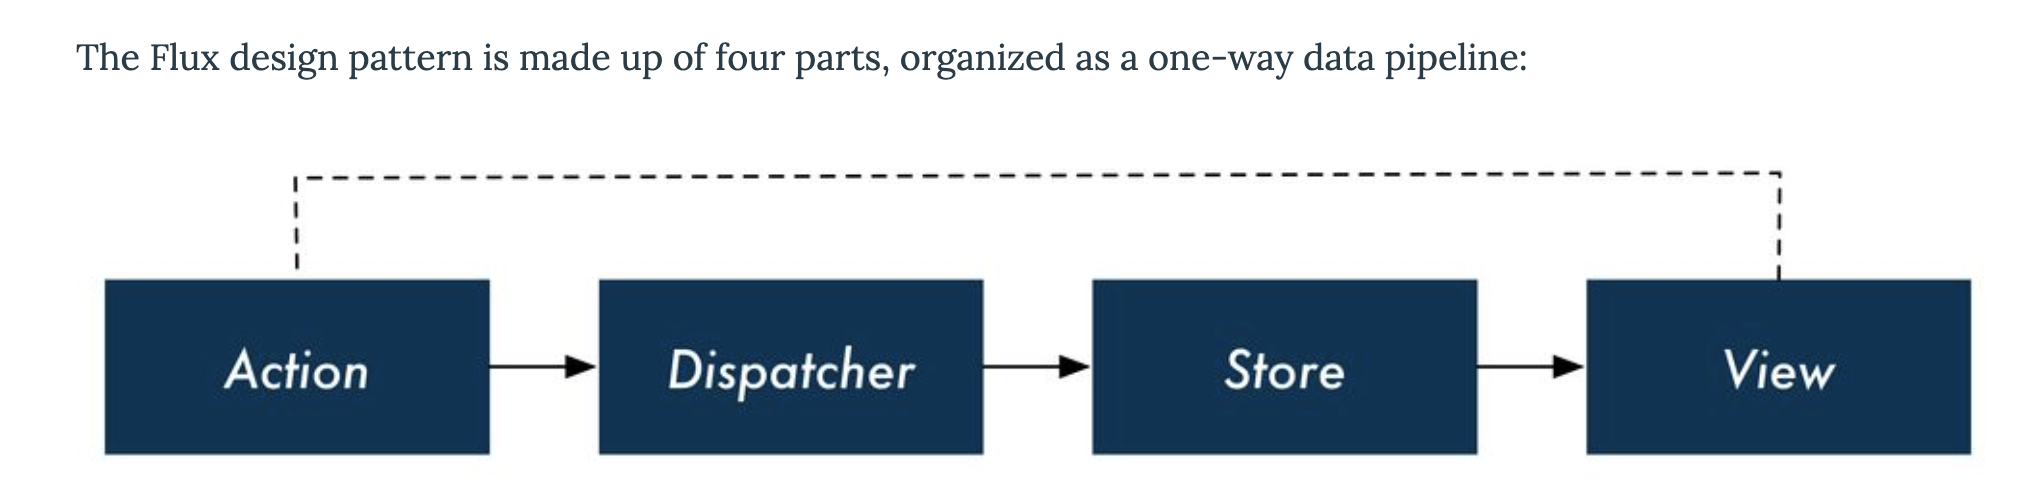 The Flux design pattern is made up of four parts, organized as a one-way data pipeline:
Action
Dispatcher
Store
View